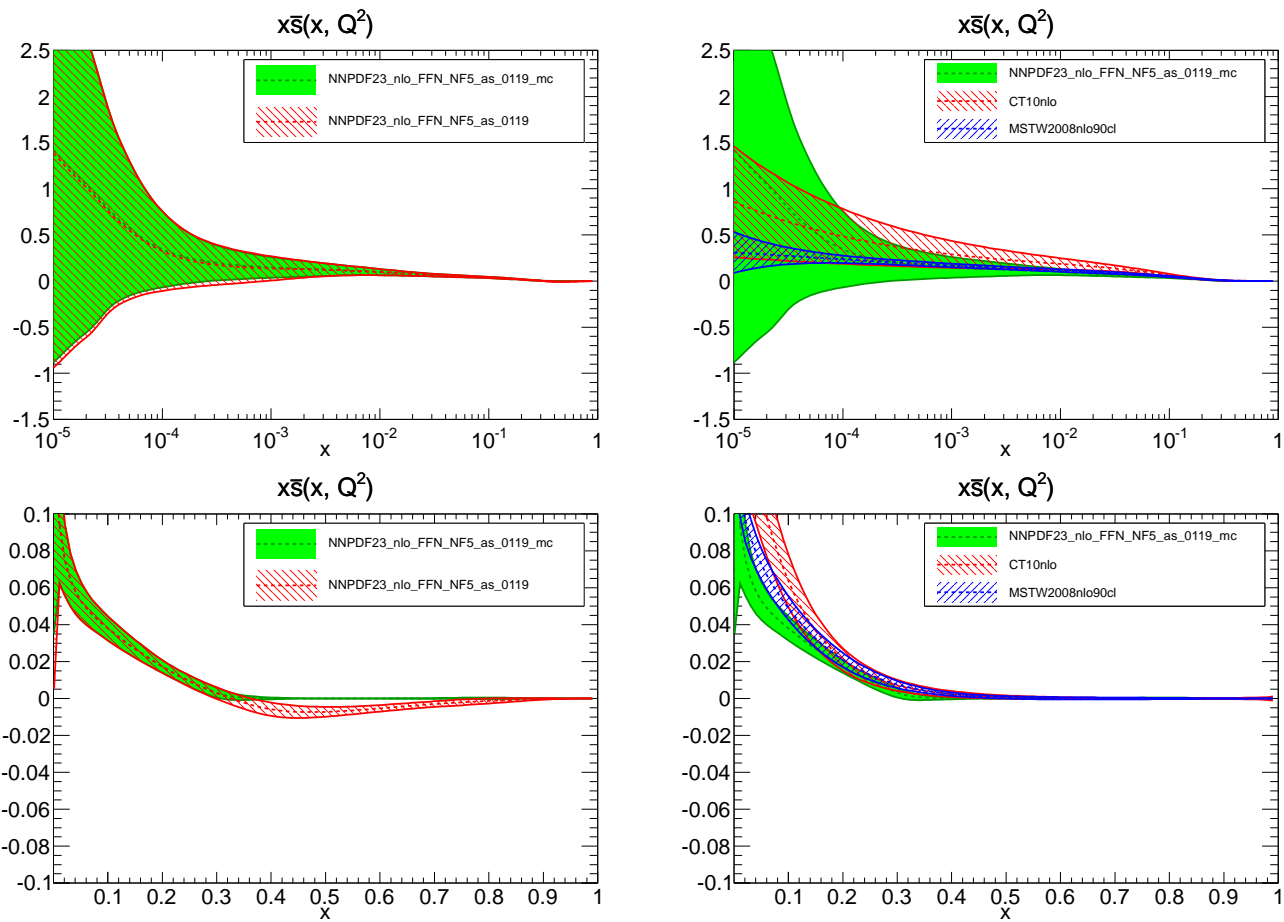 xs̅(x, Q²)
2.5
2
1.5
1
0.5
0
-0.5
-1
-1.5
NNPDF23_nlo_FFN_NF5_as_0119_mc
NNPDF23_nlo_FFN_NF5_as_0119
10⁻⁵ 10⁻⁴ 10⁻³ 10⁻² 10⁻¹ 1
x
xs̅(x, Q²)
2.5
2
1.5
1
0.5
0
-0.5
-1
-1.5
NNPDF23_nlo_FFN_NF5_as_0119_mc
CT10nlo
MSTW2008nlo90cl
10⁻⁵ 10⁻⁴ 10⁻³ 10⁻² 10⁻¹ 1
x
xs̅(x, Q²)
0.1
0.08
0.06
0.04
0.02
0
-0.02
-0.04
-0.06
-0.08
-0.1
NNPDF23_nlo_FFN_NF5_as_0119_mc
NNPDF23_nlo_FFN_NF5_as_0119
0.1 0.2 0.3 0.4 0.5 0.6 0.7 0.8 0.9 1
x
xs̅(x, Q²)
0.1
0.08
0.06
0.04
0.02
0
-0.02
-0.04
-0.06
-0.08
-0.1
NNPDF23_nlo_FFN_NF5_as_0119_mc
CT10nlo
MSTW2008nlo90cl
0.1 0.2 0.3 0.4 0.5 0.6 0.7 0.8 0.9 1
x